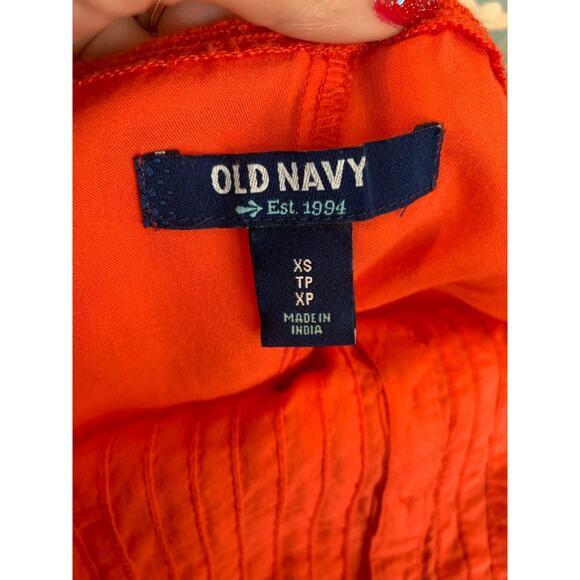 OLD NAVY
Est. 1994
XS
TP
XP
MADE IN
INDIA